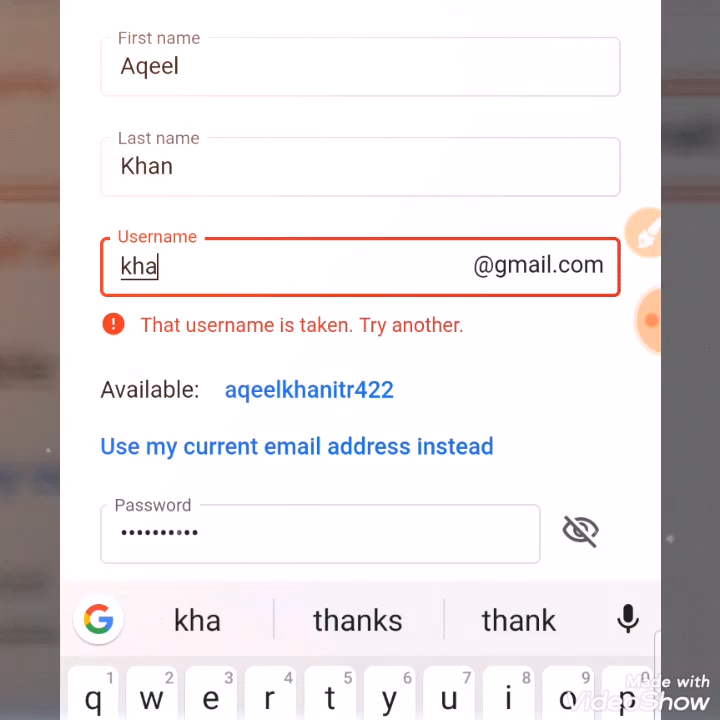 First name
Aqeel
Last name
Khan
Username
kha
@gmail.com
That username is taken. Try another.
Available: aqeelkhanitr422
Use my current email address instead
Password
••••••••••
kha thanks thank
1 2 3 4 5 6 7 8 9
q w e r t y u i o p
Made with
VideoShow